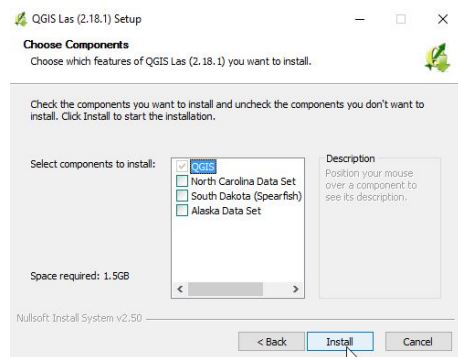 QGIS Las (2.18.1) Setup
Choose Components
Choose which features of QGIS Las (2.18.1) you want to install.
Check the components you want to install and uncheck the components you don't want to
install. Click Install to start the installation.
Select components to install:
QGIS
North Carolina Data Set
South Dakota (Spearfish)
Alaska Data Set
Description
Position your mouse
over a component to
see its description.
Space required: 1.5GB
Nullsoft Install System v2.50
< Back
Install
Cancel